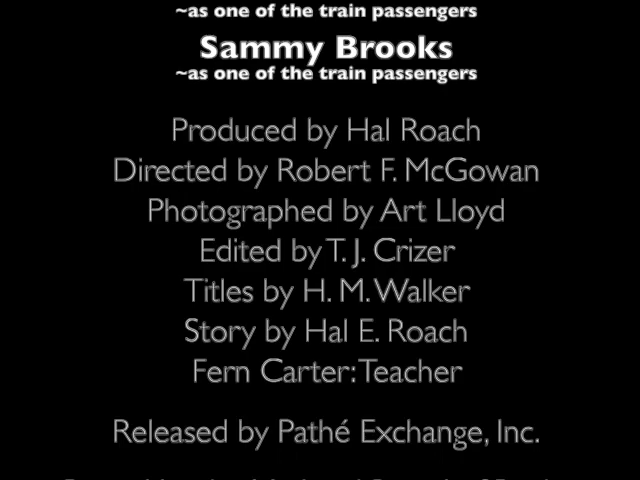 ~as one of the train passengers
Sammy Brooks
~as one of the train passengers
Produced by Hal Roach
Directed by Robert F. McGowan
Photographed by Art Lloyd
Edited by T. J. Crizer
Titles by H. M. Walker
Story by Hal E. Roach
Fern Carter: Teacher
Released by Pathé Exchange, Inc.